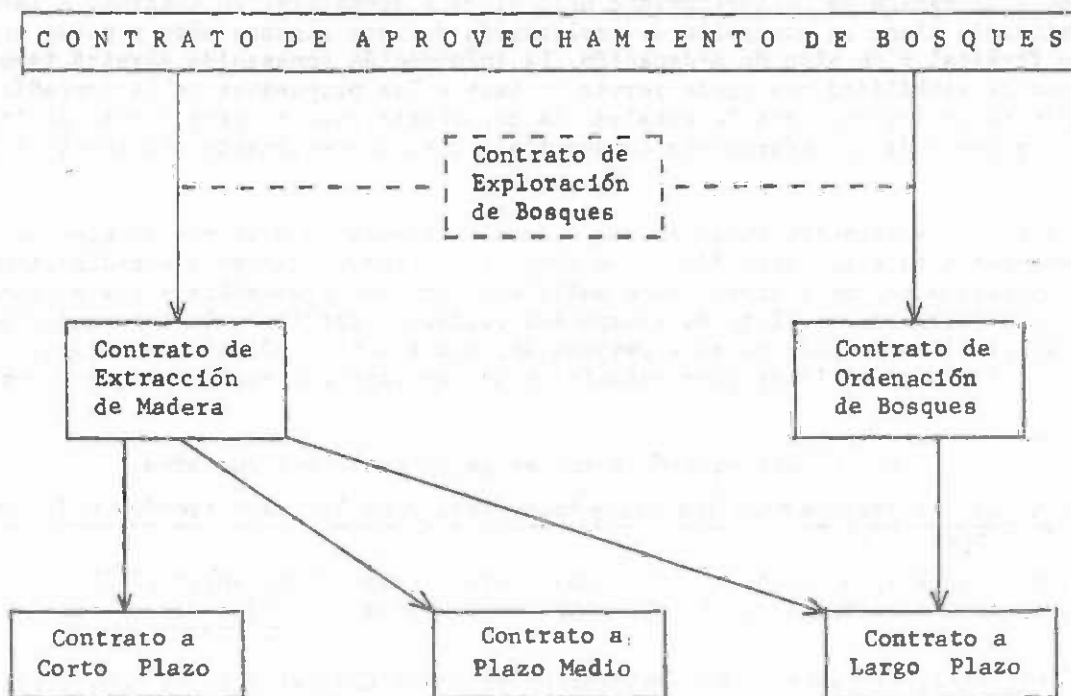 CONTRATO DE APROVECHAMIENTO DE BOSQUES
Contrato de
Exploración
de Bosques
Contrato de
Extracción
de Madera
Contrato de
Ordenación
de Bosques
Contrato a
Corto Plazo
Contrato a
Plazo Medio
Contrato a
Largo Plazo